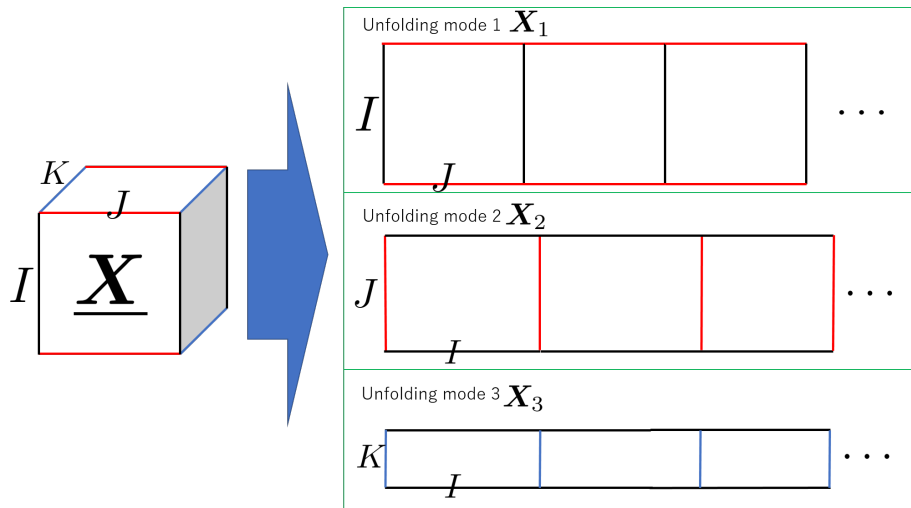 K
J
I
X
Unfolding mode 1 X₁
I
J
...
Unfolding mode 2 X₂
J
I
...
Unfolding mode 3 X₃
K
I
...